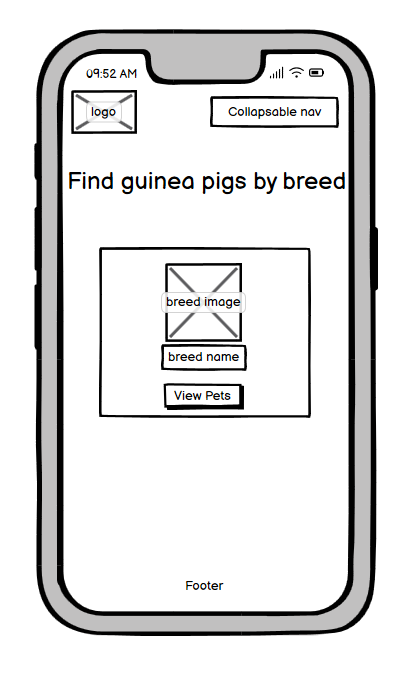 09:52 AM
logo
Collapsable nav
Find guinea pigs by breed
breed image
breed name
View Pets
Footer